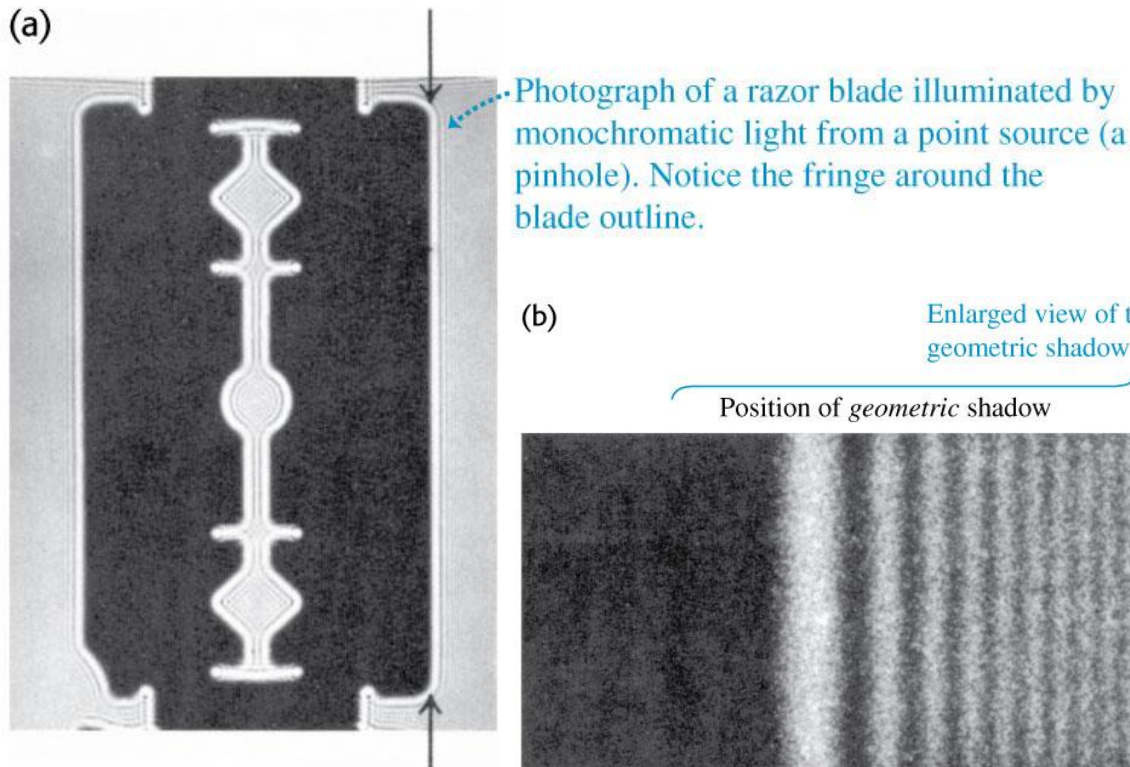 (a)
Photograph of a razor blade illuminated by
monochromatic light from a point source (a
pinhole). Notice the fringe around the
blade outline.
(b)
Enlarged view of t
geometric shadow
Position of geometric shadow